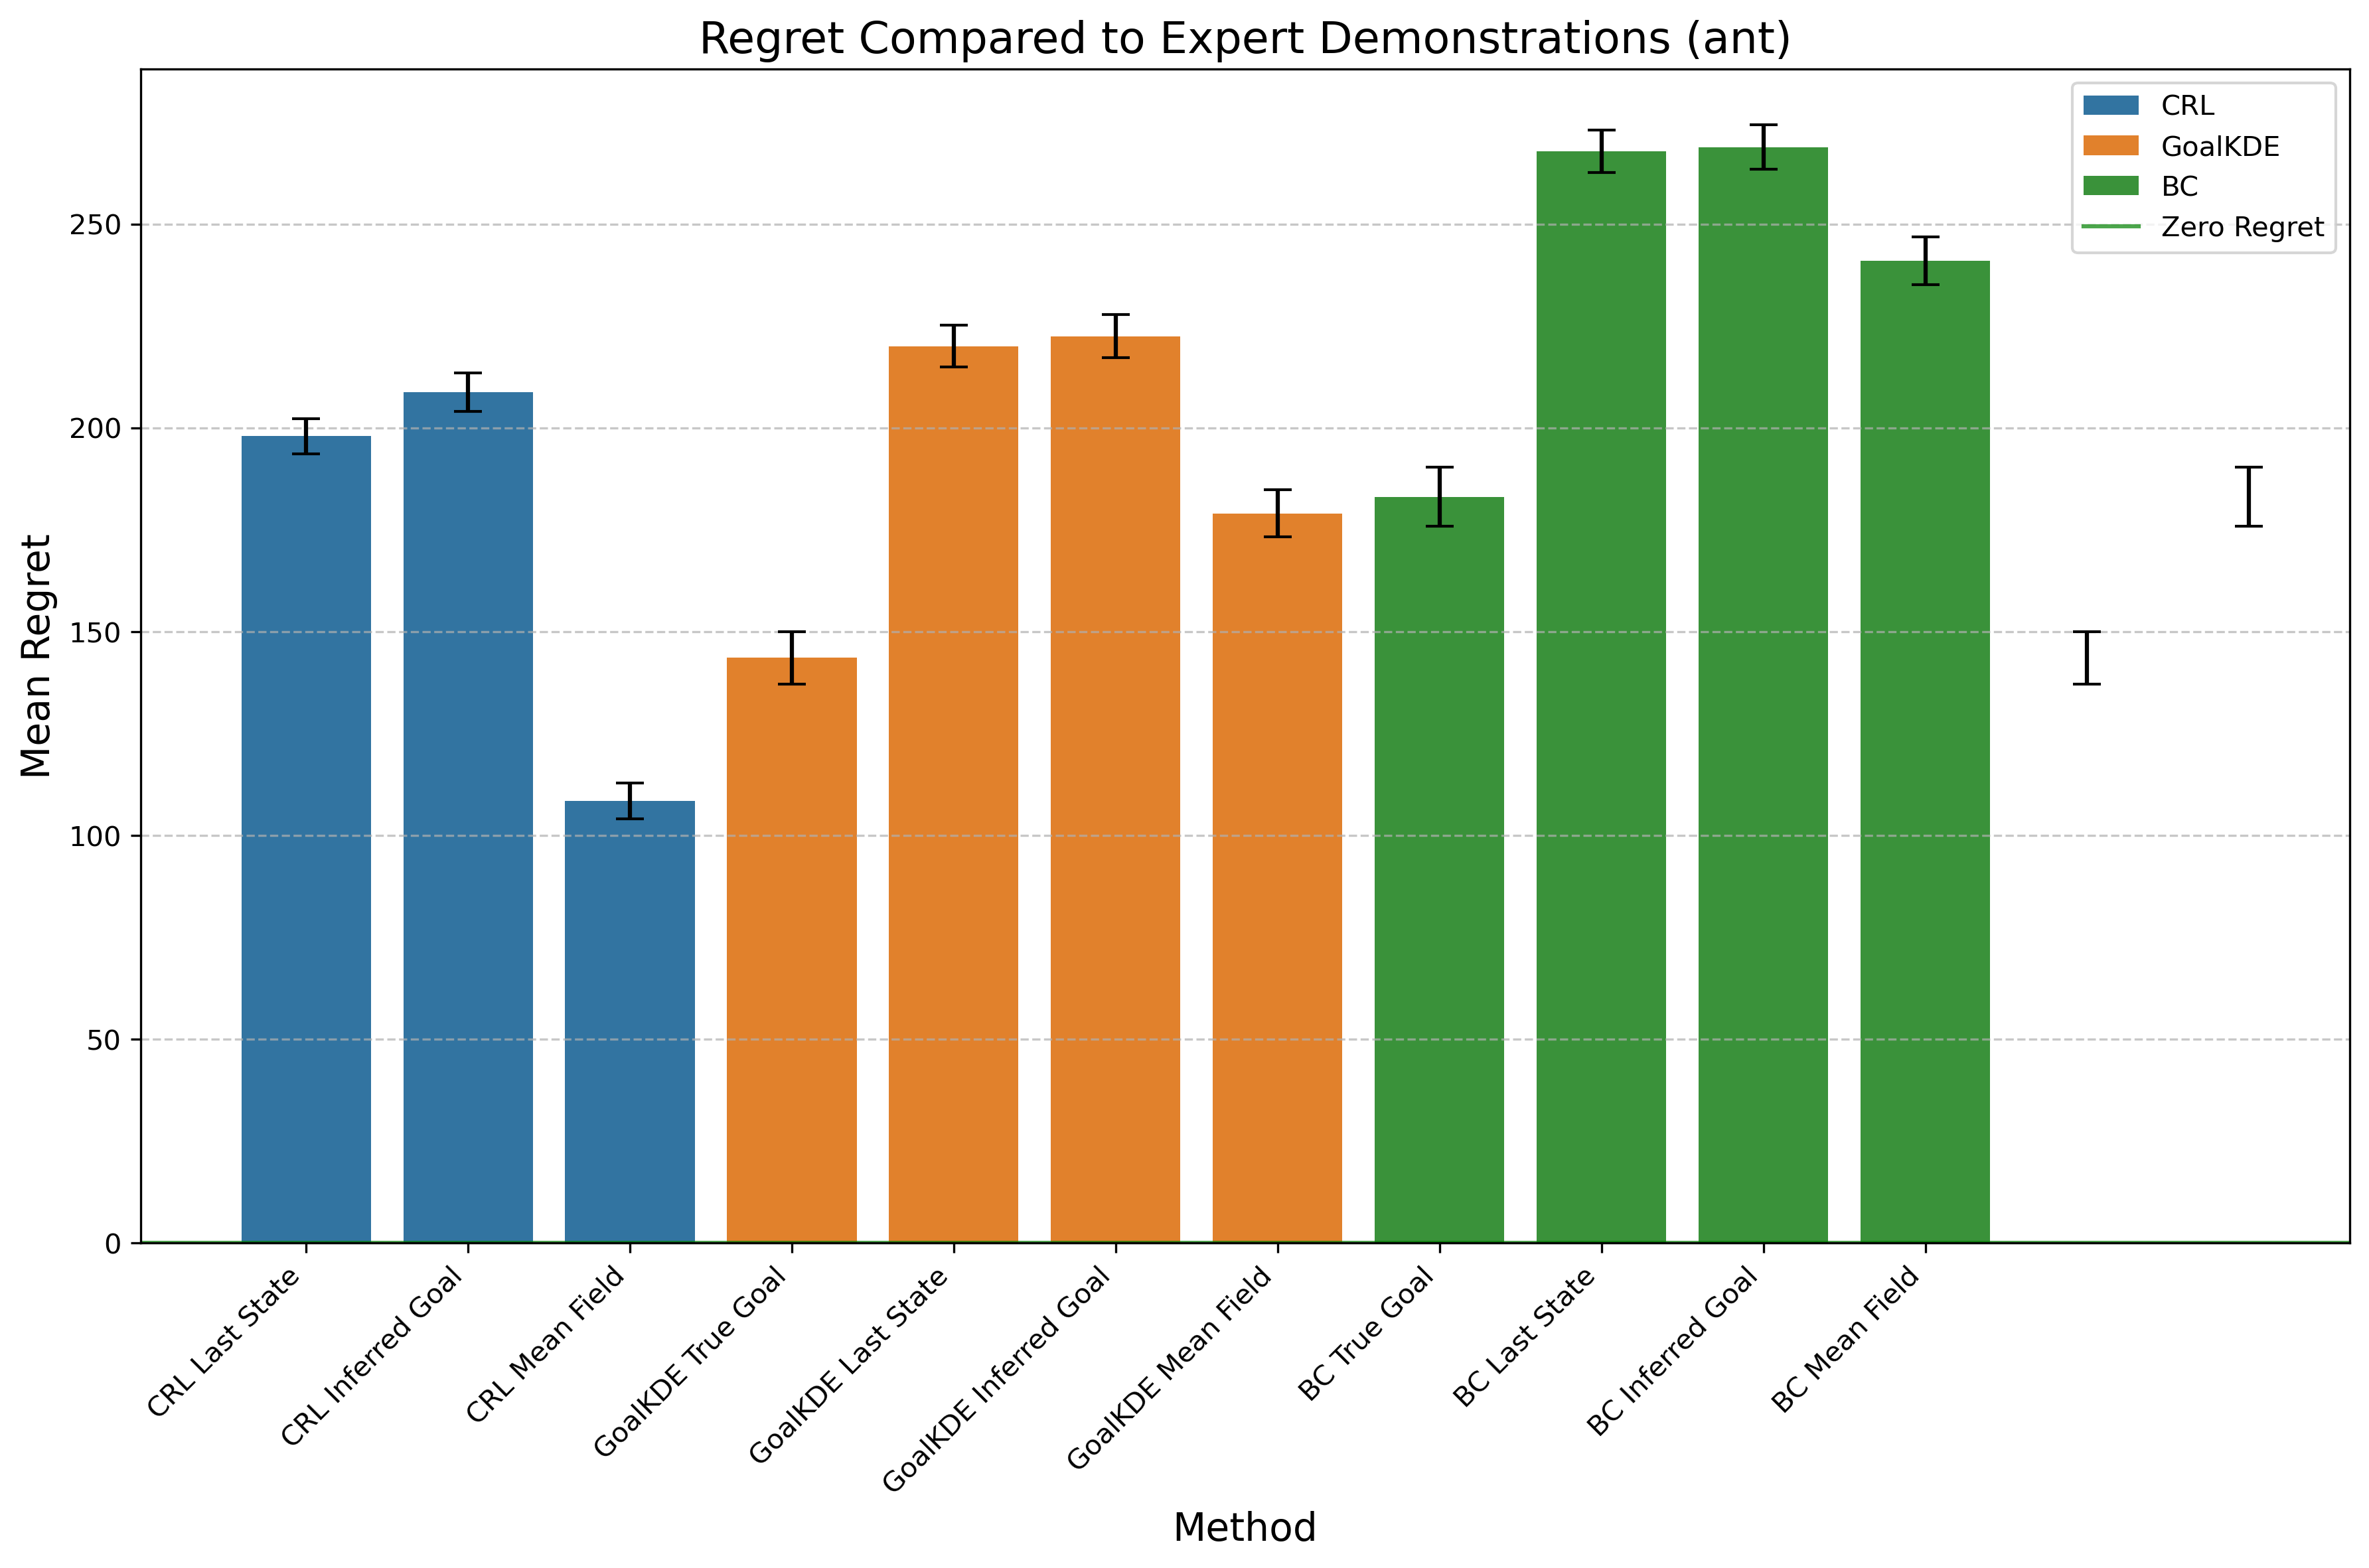 Regret Compared to Expert Demonstrations (ant)
CRL
GoalKDE
BC
Zero Regret
Mean Regret
250
200
150
100
50
0
CRL Last State
CRL Inferred Goal
CRL Mean Field
GoalKDE True Goal
GoalKDE Last State
GoalKDE Inferred Goal
GoalKDE Mean Field
BC True Goal
BC Last State
BC Inferred Goal
BC Mean Field
Method